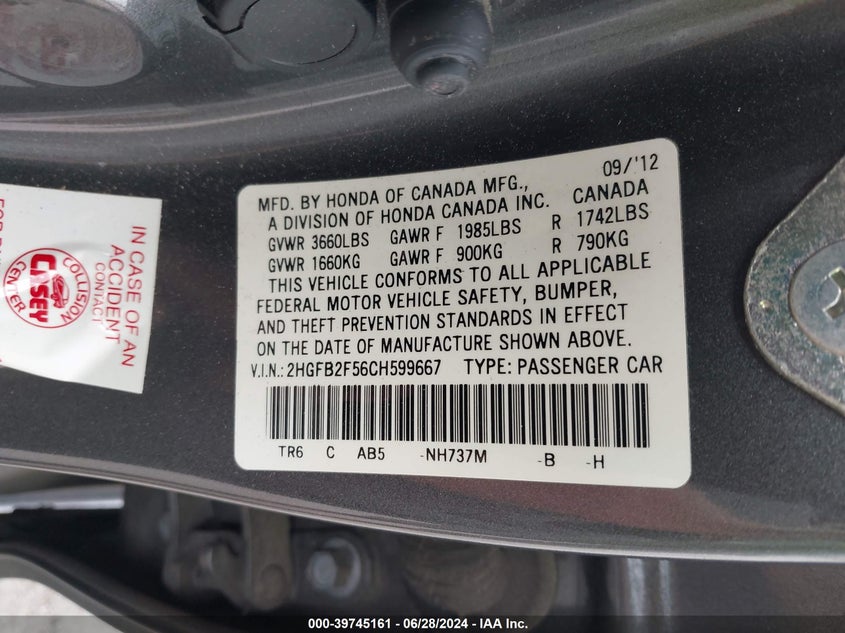 09/'12
MFD. BY HONDA OF CANADA MFG.,
A DIVISION OF HONDA CANADA INC. CANADA
GVWR 3660LBS GAWR F 1985LBS R 1742LBS
GVWR 1660KG GAWR F 900KG R 790KG
THIS VEHICLE CONFORMS TO ALL APPLICABLE
FEDERAL MOTOR VEHICLE SAFETY, BUMPER,
AND THEFT PREVENTION STANDARDS IN EFFECT
ON THE DATE OF MANUFACTURE SHOWN ABOVE.
V.I.N.: 2HGFB2F56CH599667 TYPE: PASSENGER CAR
TR6 C AB5 -NH737M -B -H
IN CASE OF AN
ACCIDENT
CONTACT
COLLISION
CASEY
CENTER
000-39745161 | 06/28/2024 - IAA Inc.